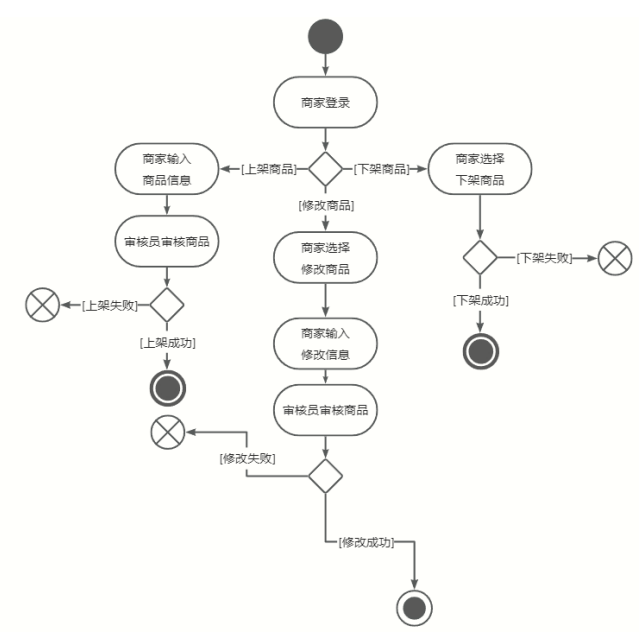 商家登录
商家输入
商品信息
[上架商品]
[下架商品]
商家选择
下架商品
[修改商品]
审核员审核商品
商家选择
修改商品
[下架失败]
[上架失败]
[下架成功]
[上架成功]
商家输入
修改信息
审核员审核商品
[修改失败]
[修改成功]